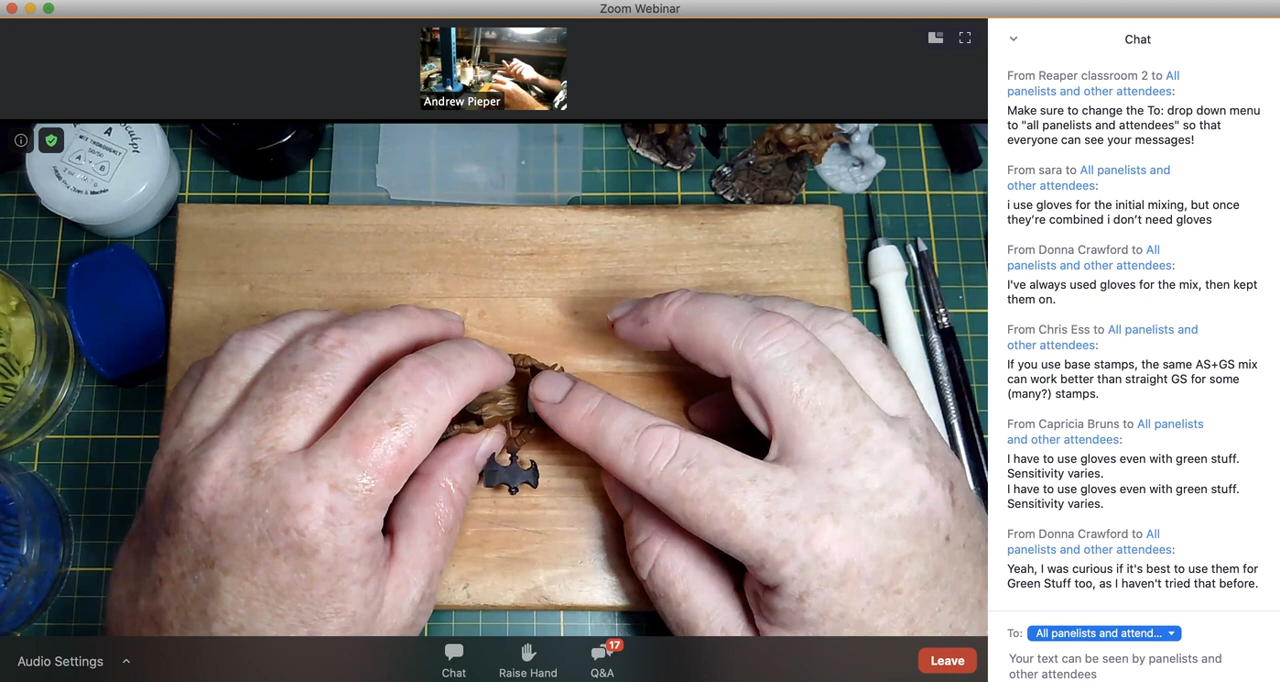 Zoom Webinar
Andrew Pieper
sculpt
A
MIX THOROUGHLY
50/50
A
B
Chat
From Reaper classroom 2 to All
panelists and other attendees:
Make sure to change the To: drop down menu
to "all panelists and attendees" so that
everyone can see your messages!
From sara to All panelists and
other attendees:
i use gloves for the initial mixing, but once
they're combined i don't need gloves
From Donna Crawford to All
panelists and other attendees:
I've always used gloves for the mix, then kept
them on.
From Chris Ess to All panelists and
other attendees:
If you use base stamps, the same AS+GS mix
can work better than straight GS for some
(many?) stamps.
From Capricia Bruns to All panelists
and other attendees:
I have to use gloves even with green stuff.
Sensitivity varies.
I have to use gloves even with green stuff.
Sensitivity varies.
From Donna Crawford to All
panelists and other attendees:
Yeah, I was curious if it's best to use them for
Green Stuff too, as I haven't tried that before.
To: All panelists and attend...
Your text can be seen by panelists and
other attendees
Audio Settings
Chat
Raise Hand
17
Q&A
Leave